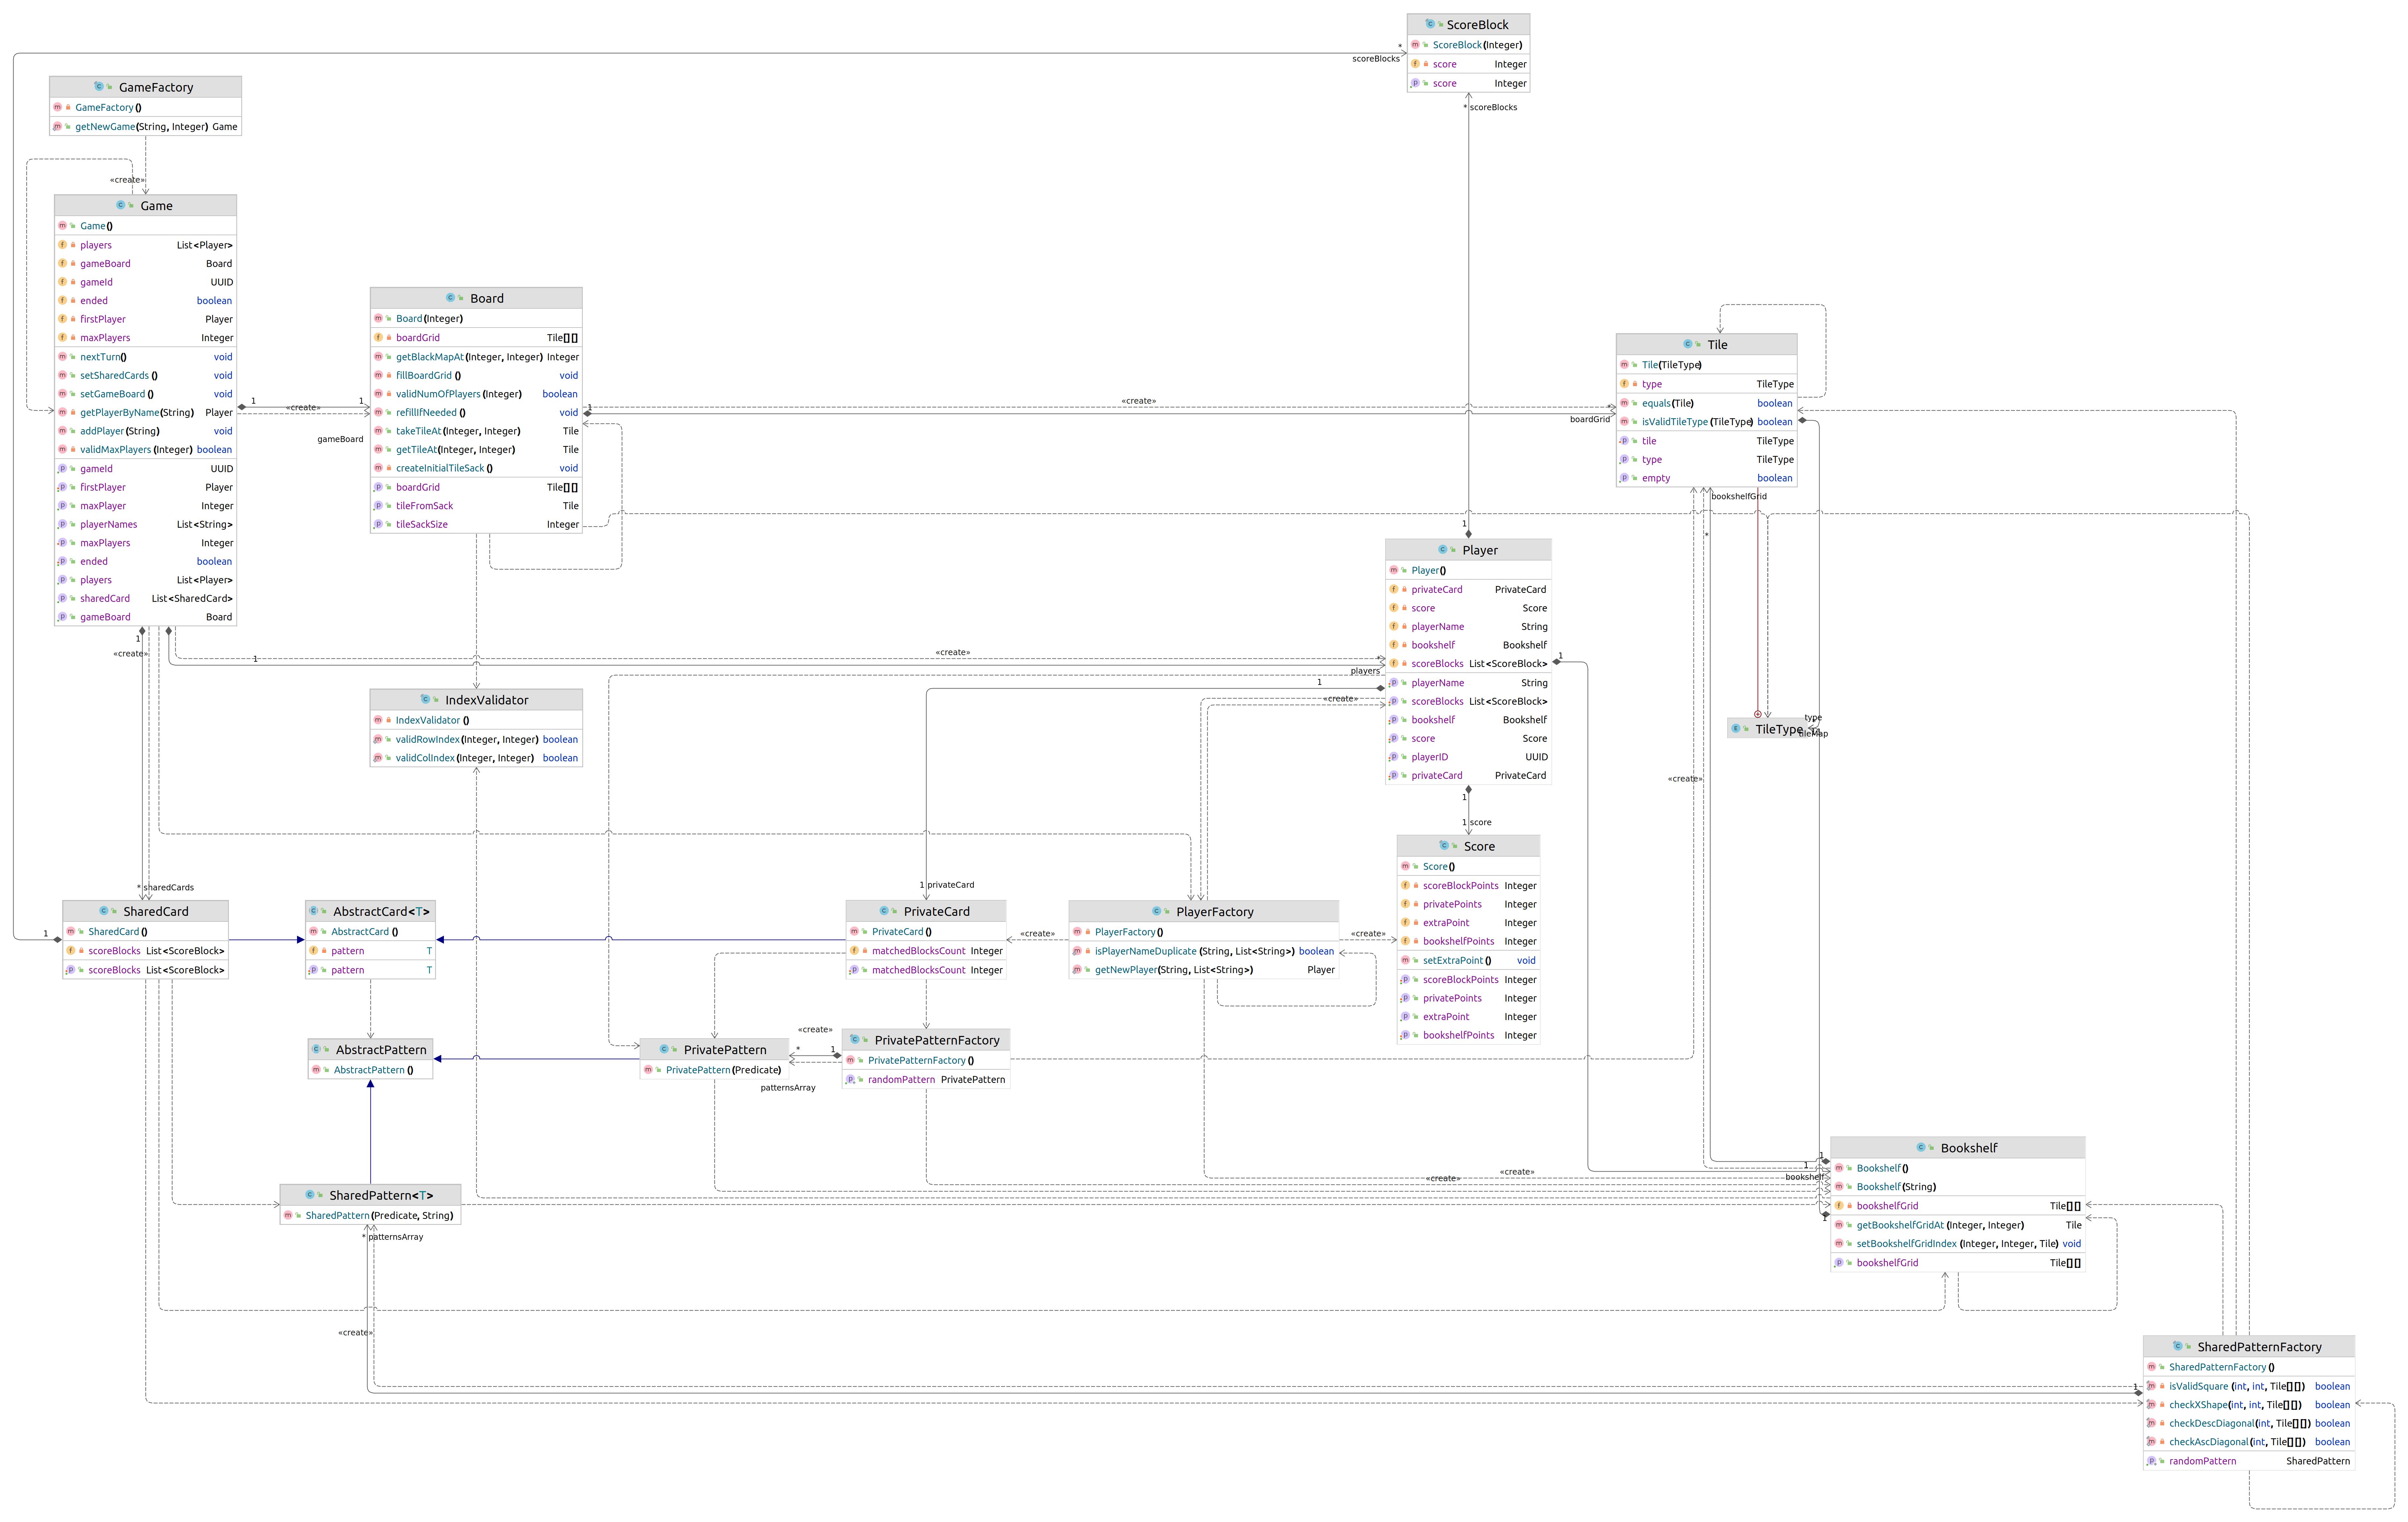 ScoreBlock
ScoreBlock(Integer)
score Integer
score Integer
*
scoreBlocks
* scoreBlocks
GameFactory
GameFactory()
getNewGame(String, Integer) Game
«create»
Game
Game()
players List<Player>
gameBoard Board
gameId UUID
ended boolean
firstPlayer Player
maxPlayers Integer
nextTurn() void
setSharedCards () void
setGameBoard () void
getPlayerByName(String) Player
addPlayer(String) void
validMaxPlayers (Integer) boolean
gameId UUID
firstPlayer Player
maxPlayer Integer
playerNames List<String>
maxPlayers Integer
ended boolean
players List<Player>
sharedCard List<SharedCard>
gameBoard Board
1
«create»
1
gameBoard
Board
Board(Integer)
boardGrid Tile[][]
getBlackMapAt(Integer, Integer) Integer
fillBoardGrid () void
validNumOfPlayers (Integer) boolean
refillIfNeeded () void
takeTileAt(Integer, Integer) Tile
getTileAt(Integer, Integer) Tile
createInitialTileSack () void
boardGrid Tile[][]
tileFromSack Tile
tileSackSize Integer
1
«create»
*
boardGrid
Tile
Tile(TileType)
type TileType
equals(Tile) boolean
isValidTileType (TileType) boolean
tile TileType
type TileType
empty boolean
bookshelfGrid
*
1
Player
Player()
privateCard PrivateCard
score Score
playerName String
bookshelf Bookshelf
scoreBlocks List<ScoreBlock>
playerName String
scoreBlocks List<ScoreBlock>
bookshelf Bookshelf
score Score
playerID UUID
privateCard PrivateCard
1
«create»
1
«create»
*
players
1
1
«create»
IndexValidator
IndexValidator ()
validRowIndex(Integer, Integer) boolean
validColIndex(Integer, Integer) boolean
TileType
type
tileMap
«create»
1
1 score
Score
Score()
scoreBlockPoints Integer
privatePoints Integer
extraPoint Integer
bookshelfPoints Integer
setExtraPoint () void
scoreBlockPoints Integer
privatePoints Integer
extraPoint Integer
bookshelfPoints Integer
* sharedCards
1
SharedCard
SharedCard()
scoreBlocks List<ScoreBlock>
scoreBlocks List<ScoreBlock>
AbstractCard<T>
AbstractCard ()
pattern T
pattern T
1 privateCard
PrivateCard
PrivateCard()
matchedBlocksCount Integer
matchedBlocksCount Integer
«create»
PlayerFactory
PlayerFactory()
isPlayerNameDuplicate (String, List<String>) boolean
getNewPlayer(String, List<String>) Player
«create»
AbstractPattern
AbstractPattern ()
PrivatePattern
PrivatePattern(Predicate)
«create»
*
1
patternsArray
PrivatePatternFactory
PrivatePatternFactory()
randomPattern PrivatePattern
SharedPattern<T>
SharedPattern(Predicate, String)
* patternsArray
«create»
«create»
«create»
1
1
bookshelf
1
Bookshelf
Bookshelf()
Bookshelf(String)
bookshelfGrid Tile[][]
getBookshelfGridAt (Integer, Integer) Tile
setBookshelfGridIndex (Integer, Integer, Tile) void
bookshelfGrid Tile[][]
1
SharedPatternFactory
SharedPatternFactory ()
isValidSquare (int, int, Tile[][]) boolean
checkXShape(int, int, Tile[][]) boolean
checkDescDiagonal(int, Tile[][]) boolean
checkAscDiagonal(int, Tile[][]) boolean
randomPattern SharedPattern